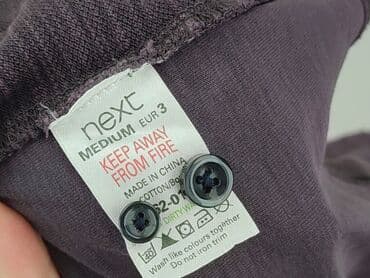 next
MEDIUM EUR 3
KEEP AWAY
FROM FIRE
MADE IN CHINA
COTTON/
Wash like colours together
Do not iron trim